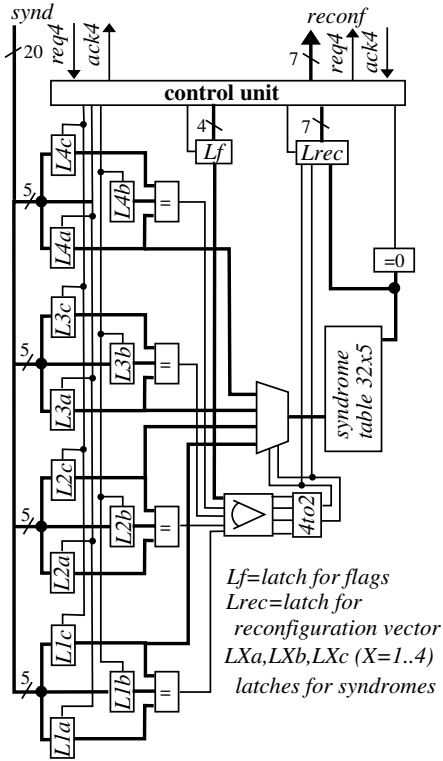 synd
reconf
20
req4
ack4
7
req4
ack4
control unit
4
7
Lf
Lrec
L4c
5
L4b
=
L4a
=0
L3c
5
L3b
=
L3a
syndrome
table 32x5
L2c
5
L2b
=
L2a
4to2
Lf=latch for flags
Lrec=latch for
reconfiguration vector
LXa,LXb,LXc (X=1..4)
latches for syndromes
L1c
5
L1b
=
L1a